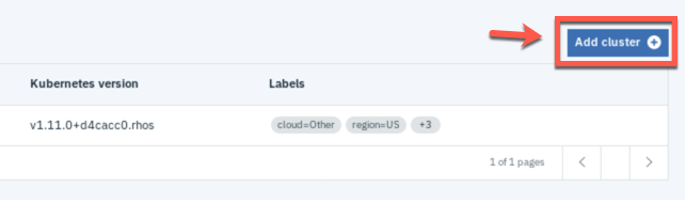 Add cluster
Kubernetes version Labels
v1.11.0+d4cacc0.rhos cloud=Other region=US +3
1 of 1 pages